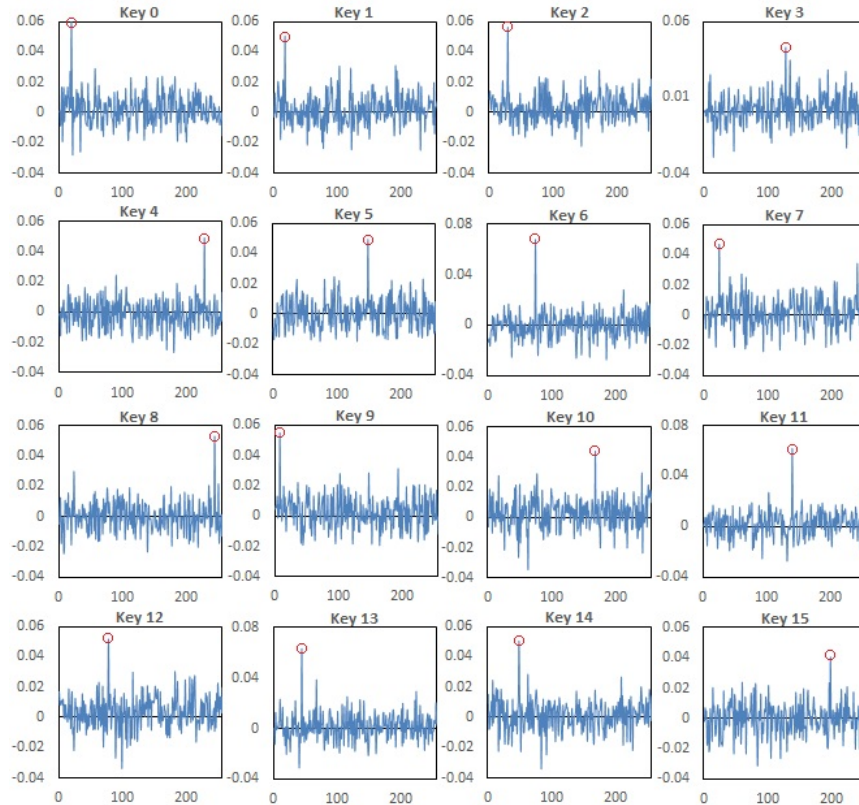 Key 0 Key 1 Key 2 Key 3
0.06 0.06 0.06 0.06
0.04 0.04 0.04
0.02 0.02 0.02 0.01
0 0 0
-0.02 -0.02 -0.02
-0.04 -0.04 -0.04 -0.04
0 100 200 0 100 200 0 100 200 0 100 200
Key 4 Key 5 Key 6 Key 7
0.06 0.06 0.08 0.06
0.04 0.04 0.04
0.04
0.02 0.02 0.02
0 0 0 0
-0.02 -0.02 -0.02
-0.04 -0.04 -0.04 -0.04
0 100 200 0 100 200 0 100 200 0 100 200
Key 8 Key 9 Key 10 Key 11
0.06 0.06 0.06 0.08
0.04 0.04 0.04
0.04
0.02 0.02 0.02
0 0 0 0
-0.02 -0.02 -0.02
-0.04 -0.04 -0.04 -0.04
0 100 200 0 100 200 0 100 200 0 100 200
Key 12 Key 13 Key 14 Key 15
0.06 0.08 0.06 0.06
0.04 0.04 0.04
0.04
0.02 0.02 0.02
0 0 0 0
-0.02 -0.02 -0.02
-0.04 -0.04 -0.04 -0.04
0 100 200 0 100 200 0 100 200 0 100 200